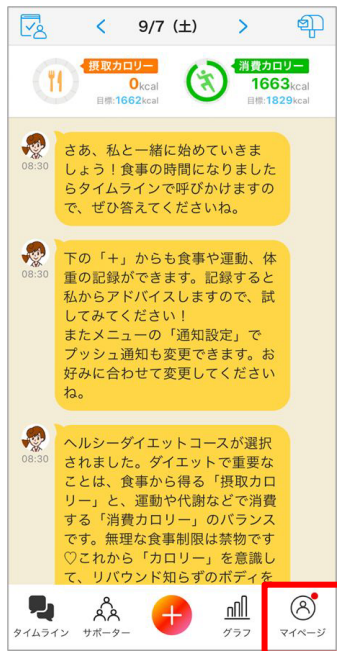 9/7（土）
摂取カロリー
0kcal
目標:1662kcal
消費カロリー
1663kcal
目標:1829kcal
08:30
さあ、私と一緒に始めていきま
しょう！食事の時間になりました
らタイムラインで呼びかけますの
で、ぜひ答えてくださいね。
08:30
下の「＋」からも食事や運動、体
重の記録ができます。記録すると
私からアドバイスしますので、試
してみてください！
またメニューの「通知設定」で
プッシュ通知も変更できます。お
好みに合わせて変更してください
ね。
08:30
ヘルシーダイエットコースが選択
されました。ダイエットで重要な
ことは、食事から得る「摂取カロ
リー」と、運動や代謝などで消費
する「消費カロリー」のバランス
です。無理な食事制限は禁物です
♡これから「カロリー」を意識し
て、リバウンド知らずのボディを
タイムライン
サポーター
グラフ
マイページ